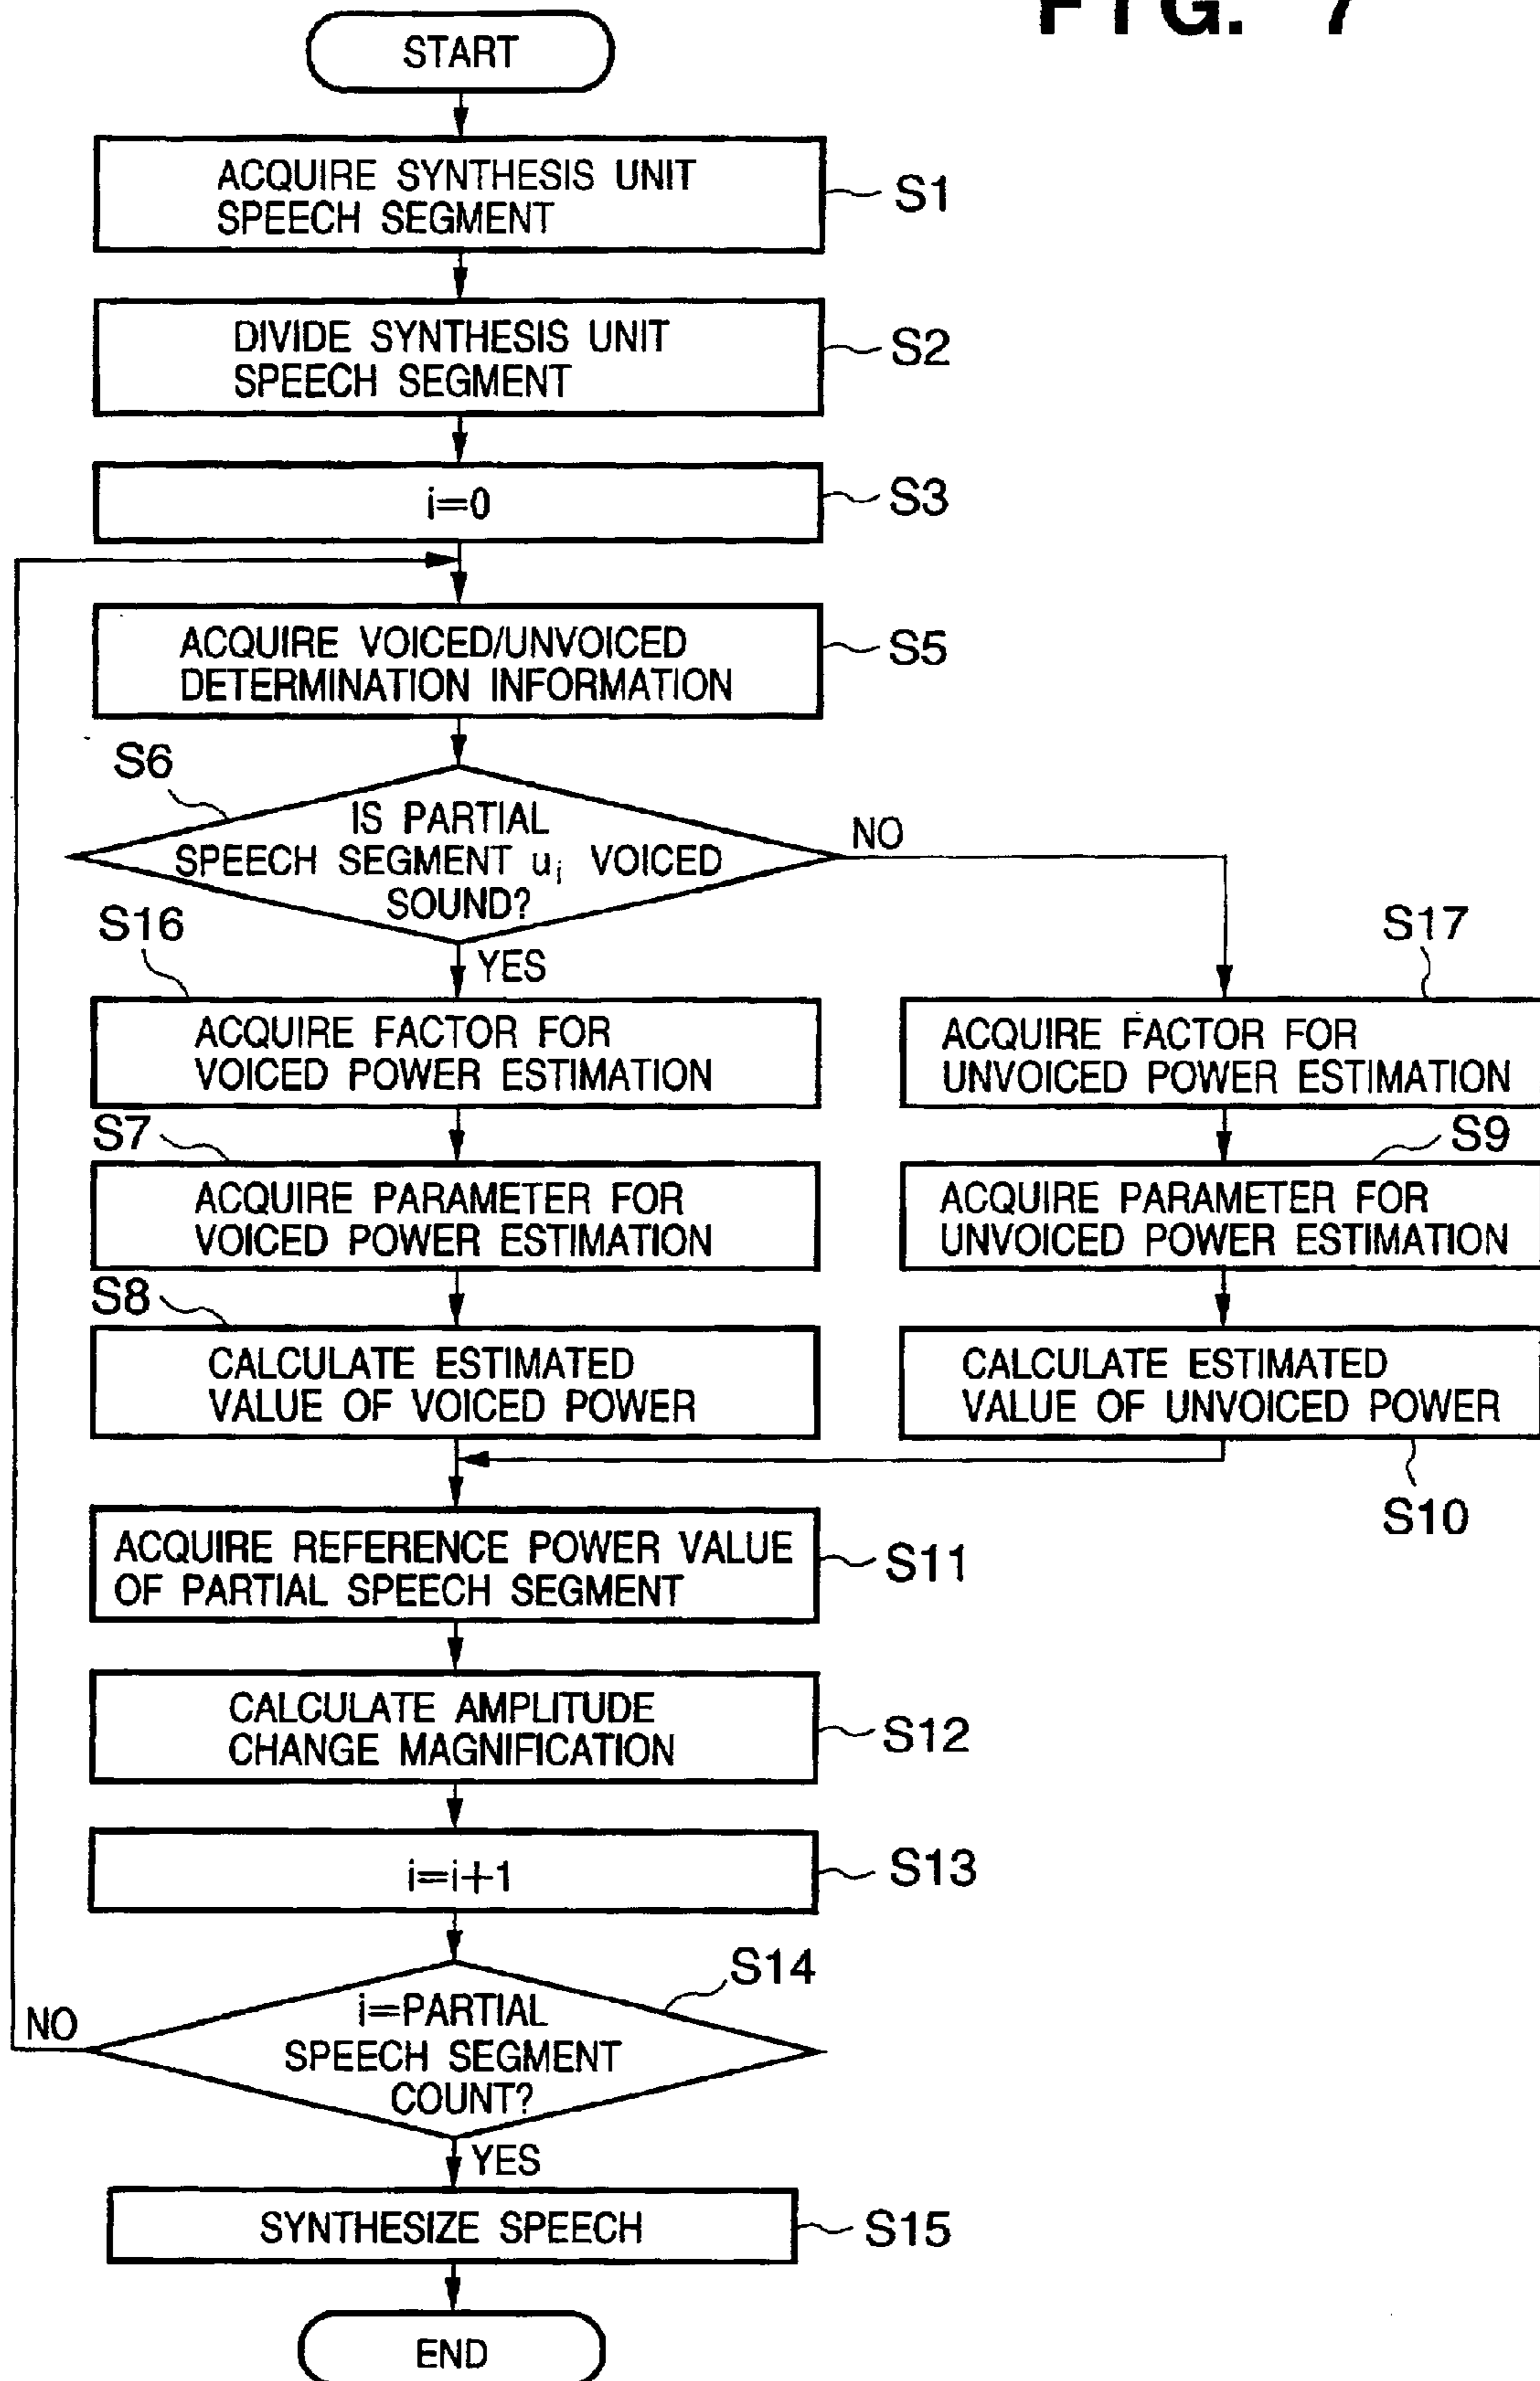 FIG. 7
START
ACQUIRE SYNTHESIS UNIT
SPEECH SEGMENT
S1
DIVIDE SYNTHESIS UNIT
SPEECH SEGMENT
S2
i=0
S3
ACQUIRE VOICED/UNVOICED
DETERMINATION INFORMATION
S5
S6
IS PARTIAL
SPEECH SEGMENT ui VOICED
SOUND?
NO
YES
S16
ACQUIRE FACTOR FOR
VOICED POWER ESTIMATION
S17
ACQUIRE FACTOR FOR
UNVOICED POWER ESTIMATION
S7
ACQUIRE PARAMETER FOR
VOICED POWER ESTIMATION
S9
ACQUIRE PARAMETER FOR
UNVOICED POWER ESTIMATION
S8
CALCULATE ESTIMATED
VALUE OF VOICED POWER
CALCULATE ESTIMATED
VALUE OF UNVOICED POWER
S10
ACQUIRE REFERENCE POWER VALUE
OF PARTIAL SPEECH SEGMENT
S11
CALCULATE AMPLITUDE
CHANGE MAGNIFICATION
S12
i=i+1
S13
S14
i=PARTIAL
SPEECH SEGMENT
COUNT?
NO
YES
SYNTHESIZE SPEECH
S15
END